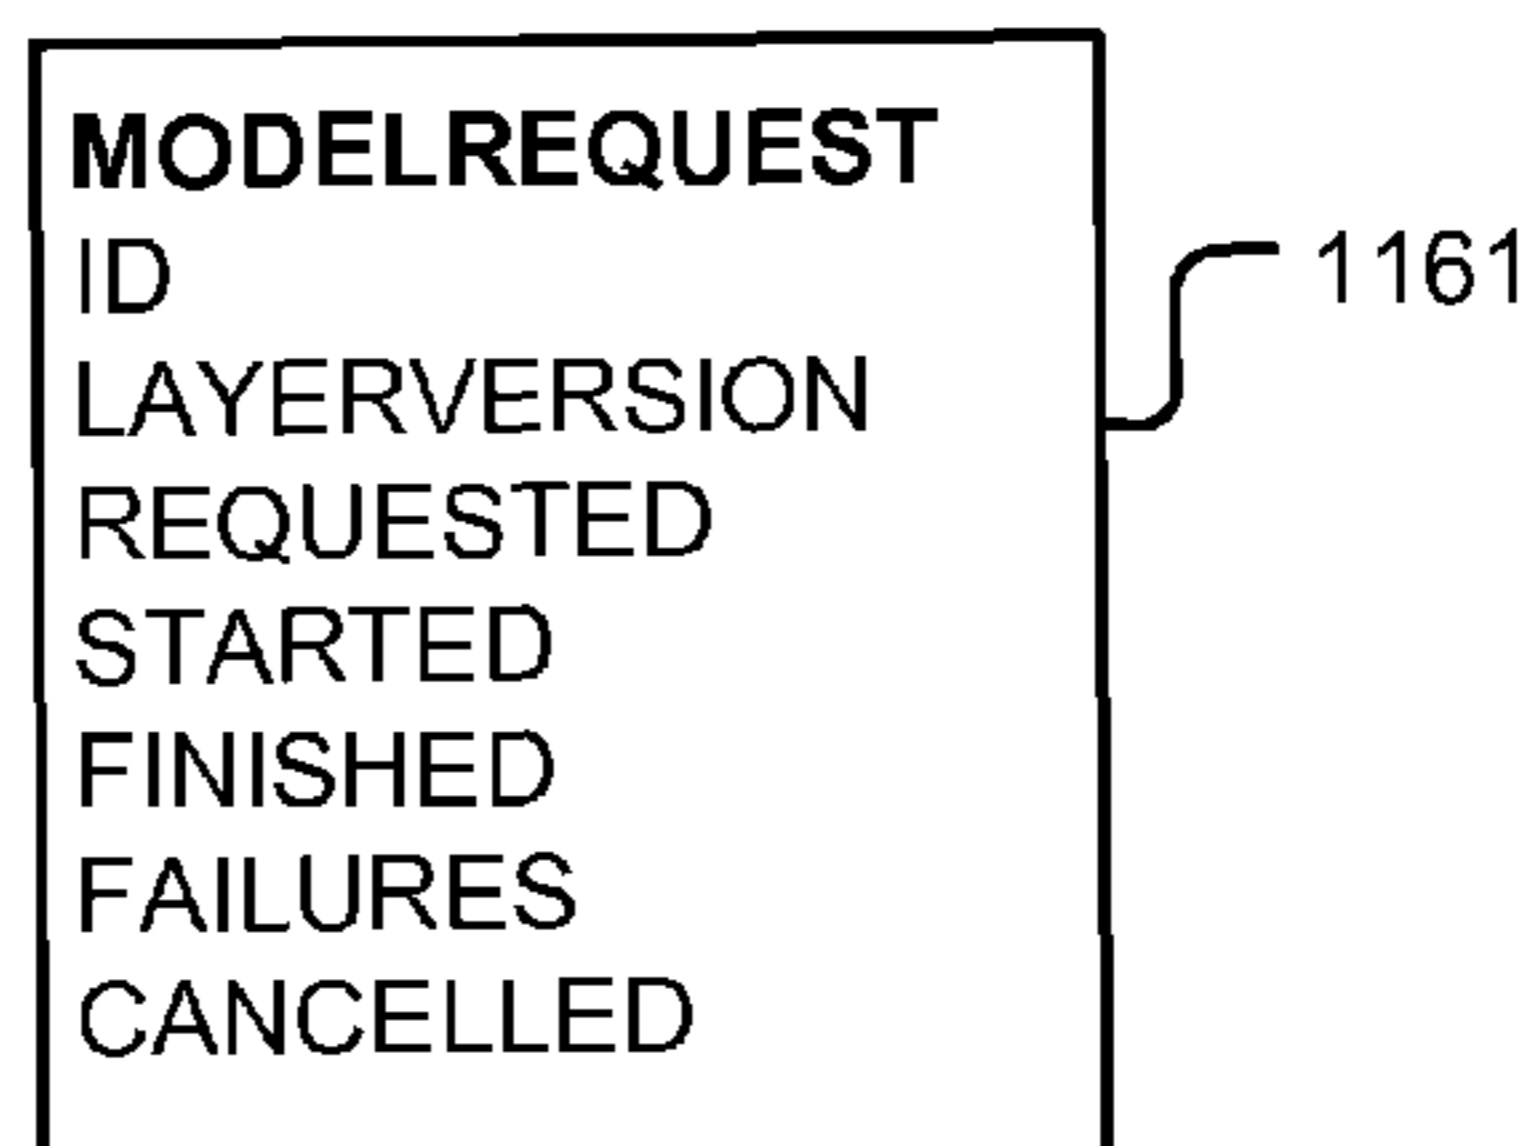 MODELREQUEST
ID
LAYERVERSION
REQUESTED
STARTED
FINISHED
FAILURES
CANCELLED
1161